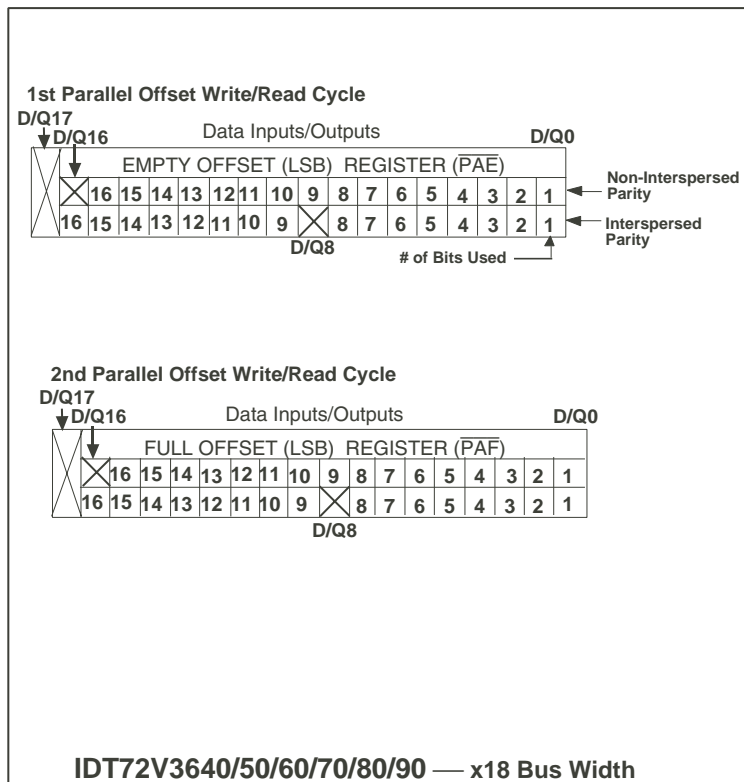 1st Parallel Offset Write/Read Cycle
D/Q17
D/Q16 Data Inputs/Outputs D/Q0
EMPTY OFFSET (LSB) REGISTER (PAE)
16 15 14 13 12 11 10 9 8 7 6 5 4 3 2 1 Non-Interspersed Parity
16 15 14 13 12 11 10 9 8 7 6 5 4 3 2 1 Interspersed Parity
D/Q8
# of Bits Used
2nd Parallel Offset Write/Read Cycle
D/Q17
D/Q16 Data Inputs/Outputs D/Q0
FULL OFFSET (LSB) REGISTER (PAF)
16 15 14 13 12 11 10 9 8 7 6 5 4 3 2 1
16 15 14 13 12 11 10 9 8 7 6 5 4 3 2 1
D/Q8
IDT72V3640/50/60/70/80/90 — x18 Bus Width